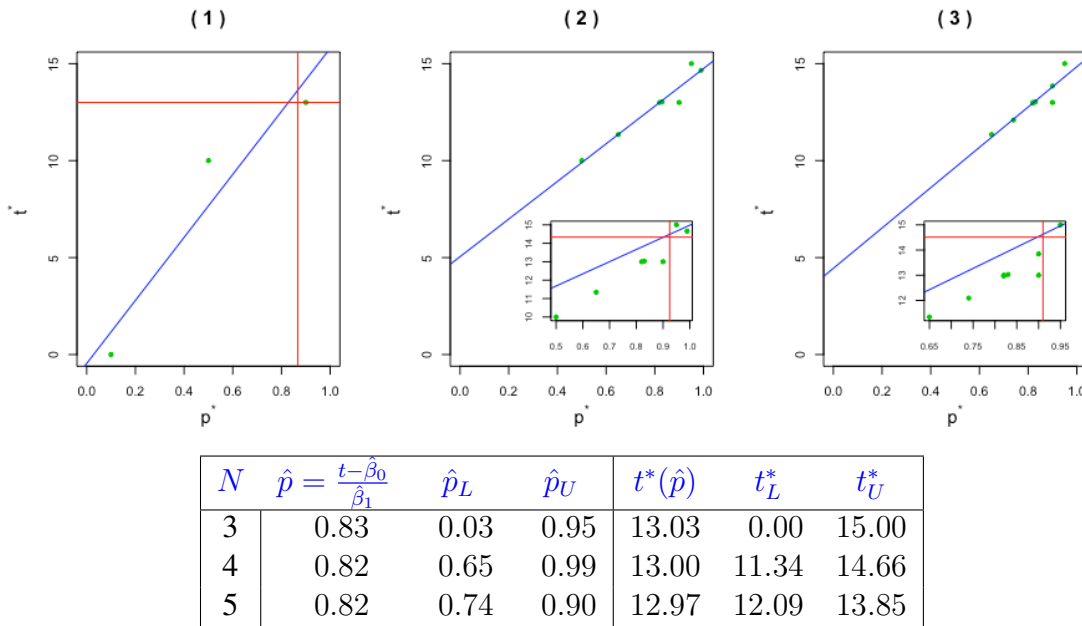 ( 1 ) ( 2 ) ( 3 )
15 15 15
10 10 10
5 5 5
0 0 0
t* t* t*
0.0 0.2 0.4 0.6 0.8 1.0
p*
0.0 0.2 0.4 0.6 0.8 1.0
p*
10 11 12 13 14 15
0.5 0.6 0.7 0.8 0.9 1.0
0.0 0.2 0.4 0.6 0.8 1.0
p*
12 13 14 15
0.65 0.75 0.85 0.95
N p̂ = (t−β̂₀)/β̂₁ p̂_L p̂_U t*(p̂) t*_L t*_U
3 0.83 0.03 0.95 13.03 0.00 15.00
4 0.82 0.65 0.99 13.00 11.34 14.66
5 0.82 0.74 0.90 12.97 12.09 13.85